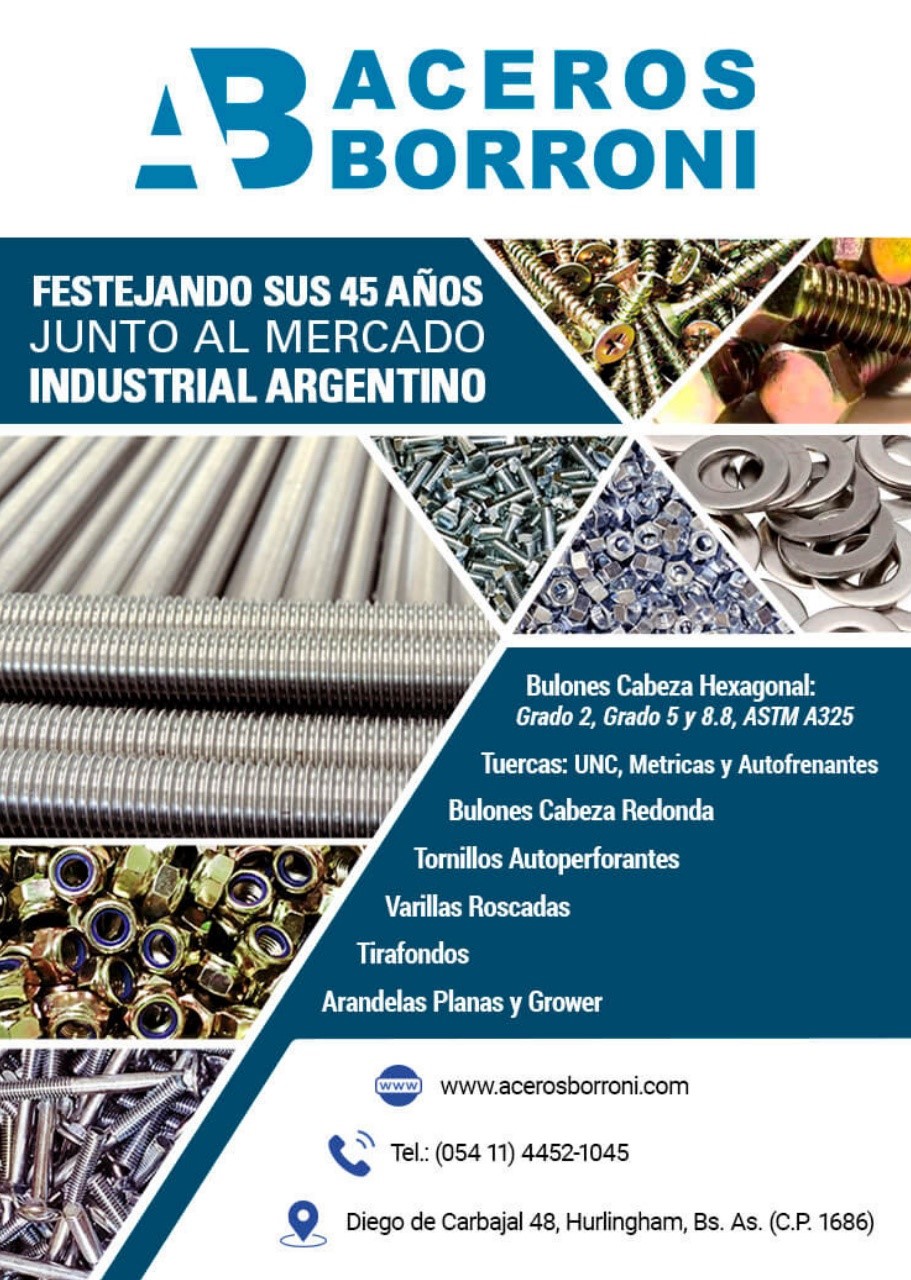 AB
ACEROS
BORRONI
FESTEJANDO SUS 45 AÑOS
JUNTO AL MERCADO
INDUSTRIAL ARGENTINO
Bulones Cabeza Hexagonal:
Grado 2, Grado 5 y 8.8, ASTM A325
Tuercas: UNC, Metricas y Autofrenantes
Bulones Cabeza Redonda
Tornillos Autoperforantes
Varillas Roscadas
Tirafondos
Arandelas Planas y Grower
www www.acerosborroni.com
Tel.: (054 11) 4452-1045
Diego de Carbajal 48, Hurlingham, Bs. As. (C.P. 1686)